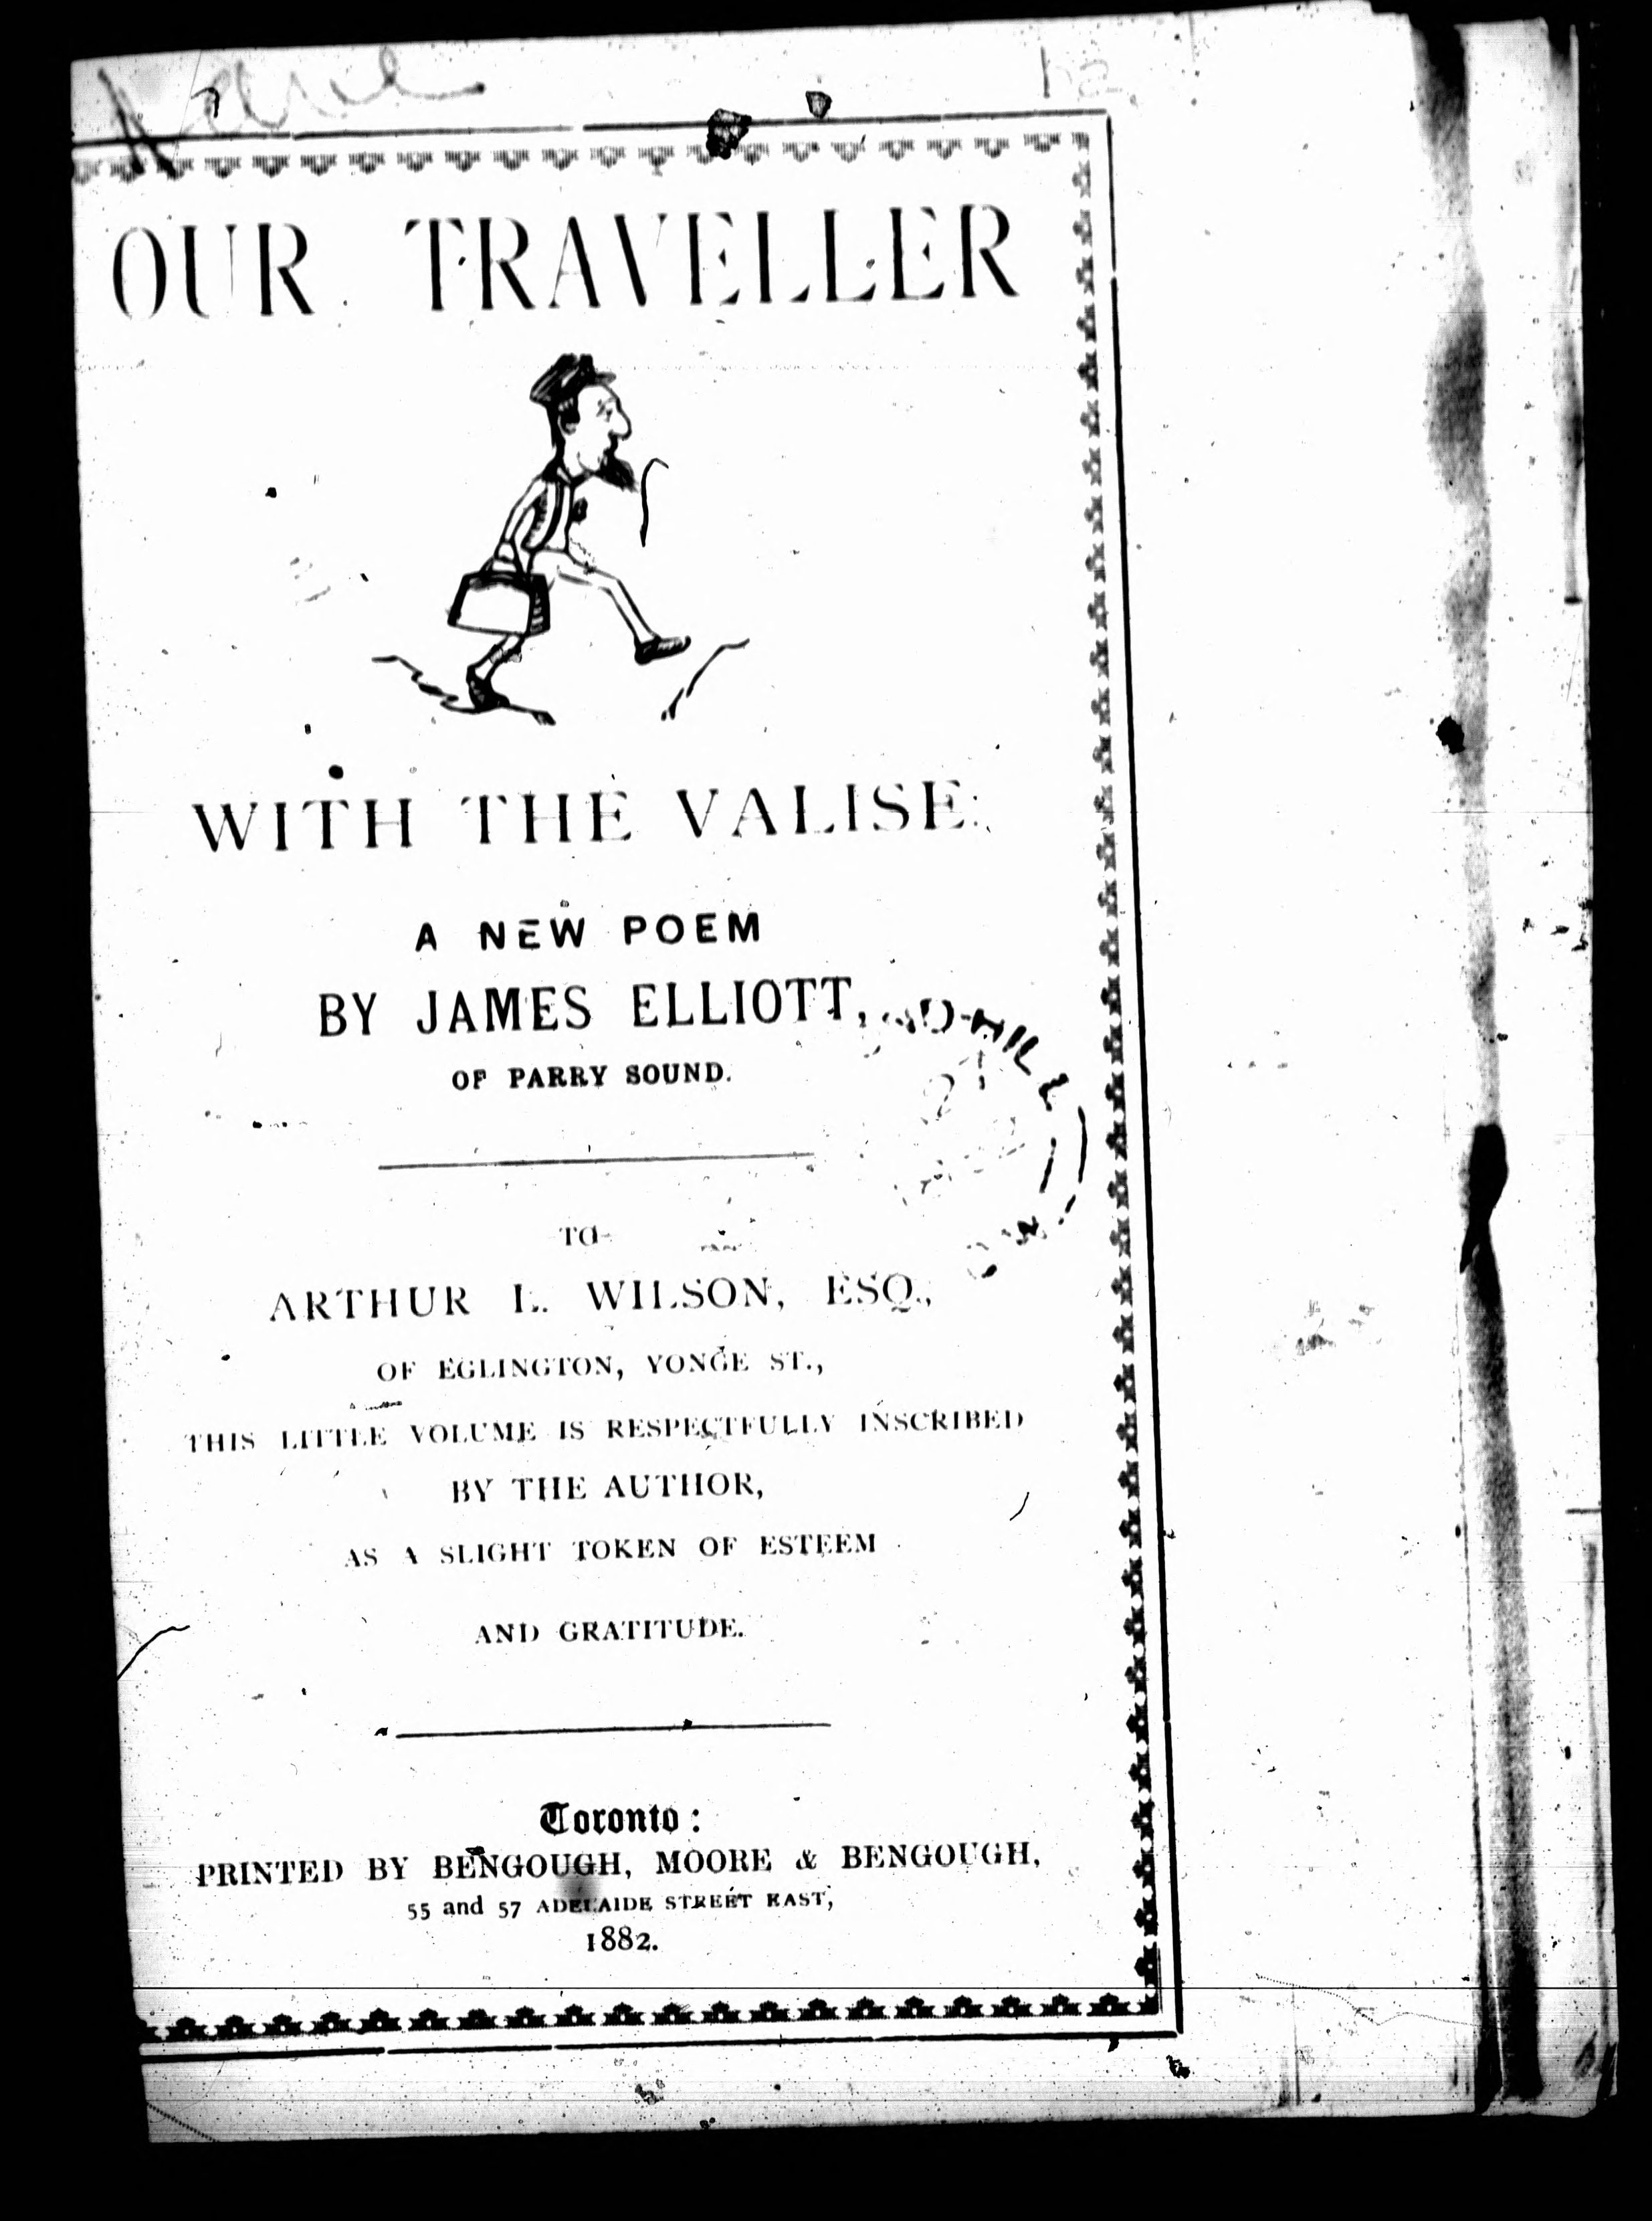 OUR TRAVELLER
WITH THE VALISE:
A NEW POEM
BY JAMES ELLIOTT,
OF PARRY SOUND.
TO
ARTHUR L. WILSON, ESQ.,
OF EGLINGTON, YONGE ST.,
THIS LITTLE VOLUME IS RESPECTFULLY INSCRIBED
BY THE AUTHOR,
AS A SLIGHT TOKEN OF ESTEEM
AND GRATITUDE.
Toronto:
PRINTED BY BENGOUGH, MOORE & BENGOUGH,
55 and 57 ADELAIDE STREET EAST,
1882.